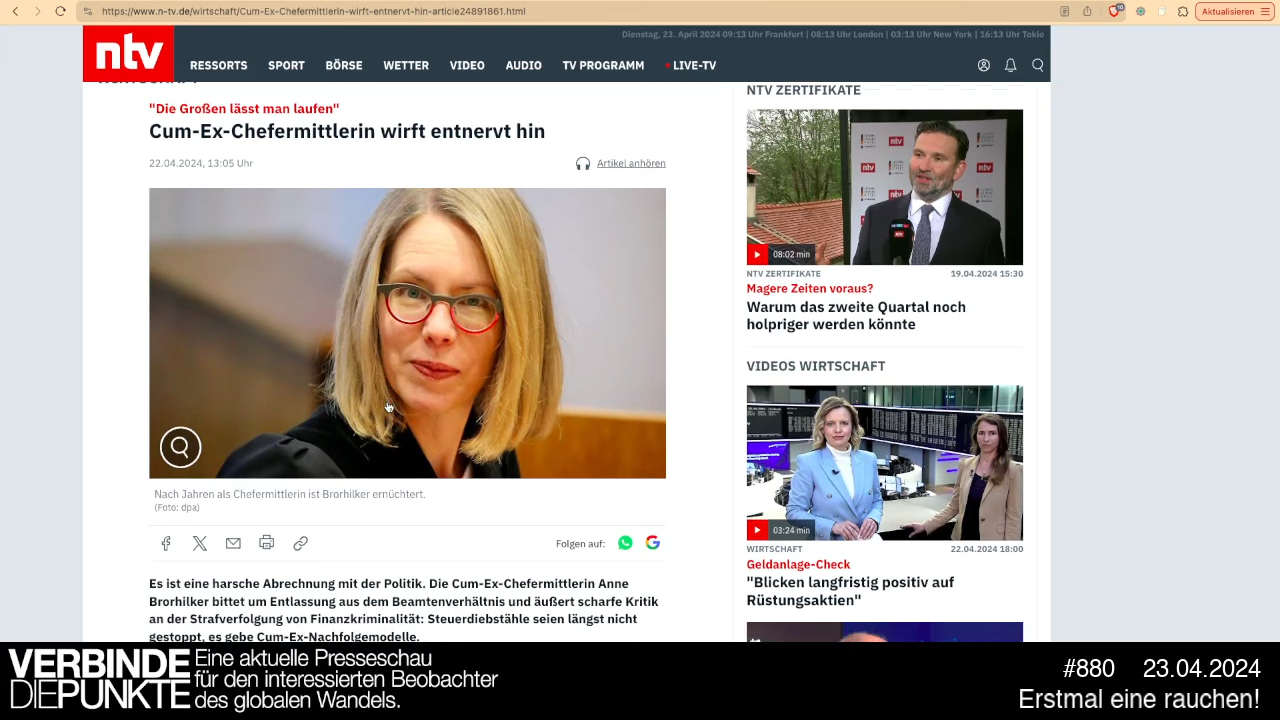 https://www.n-tv.de/wirtschaft/Cum-Ex-Chefermittlerin-wirft-entnervt-hin-article24891861.html
Aktualisieren
ntv
Dienstag, 23. April 2024 09:13 Uhr Frankfurt | 08:13 Uhr London | 03:13 Uhr New York | 16:13 Uhr Tokio
RESSORTS SPORT BÖRSE WETTER VIDEO AUDIO TV PROGRAMM LIVE-TV
"Die Großen lässt man laufen"
Cum-Ex-Chefermittlerin wirft entnervt hin
22.04.2024, 13:05 Uhr
Artikel anhören
Nach Jahren als Chefermittlerin ist Brorhilker ernüchtert.
(Foto: dpa)
Folgen auf:
Es ist eine harsche Abrechnung mit der Politik. Die Cum-Ex-Chefermittlerin Anne
Brorhilker bittet um Entlassung aus dem Beamtenverhältnis und äußert scharfe Kritik
an der Strafverfolgung von Finanzkriminalität: Steuerdiebstähle seien längst nicht
gestoppt, es gebe Cum-Ex-Nachfolgemodelle.
NTV ZERTIFIKATE
ntv
ntv
ntv
08:02 min
NTV ZERTIFIKATE
19.04.2024 15:30
Magere Zeiten voraus?
Warum das zweite Quartal noch
holpriger werden könnte
VIDEOS WIRTSCHAFT
03:24 min
WIRTSCHAFT
22.04.2024 18:00
Geldanlage-Check
"Blicken langfristig positiv auf
Rüstungsaktien"
VERBINDE
DIEPUNKTE
Eine aktuelle Presseschau
für den interessierten Beobachter
des globalen Wandels.
#880 23.04.2024
Erstmal eine rauchen!